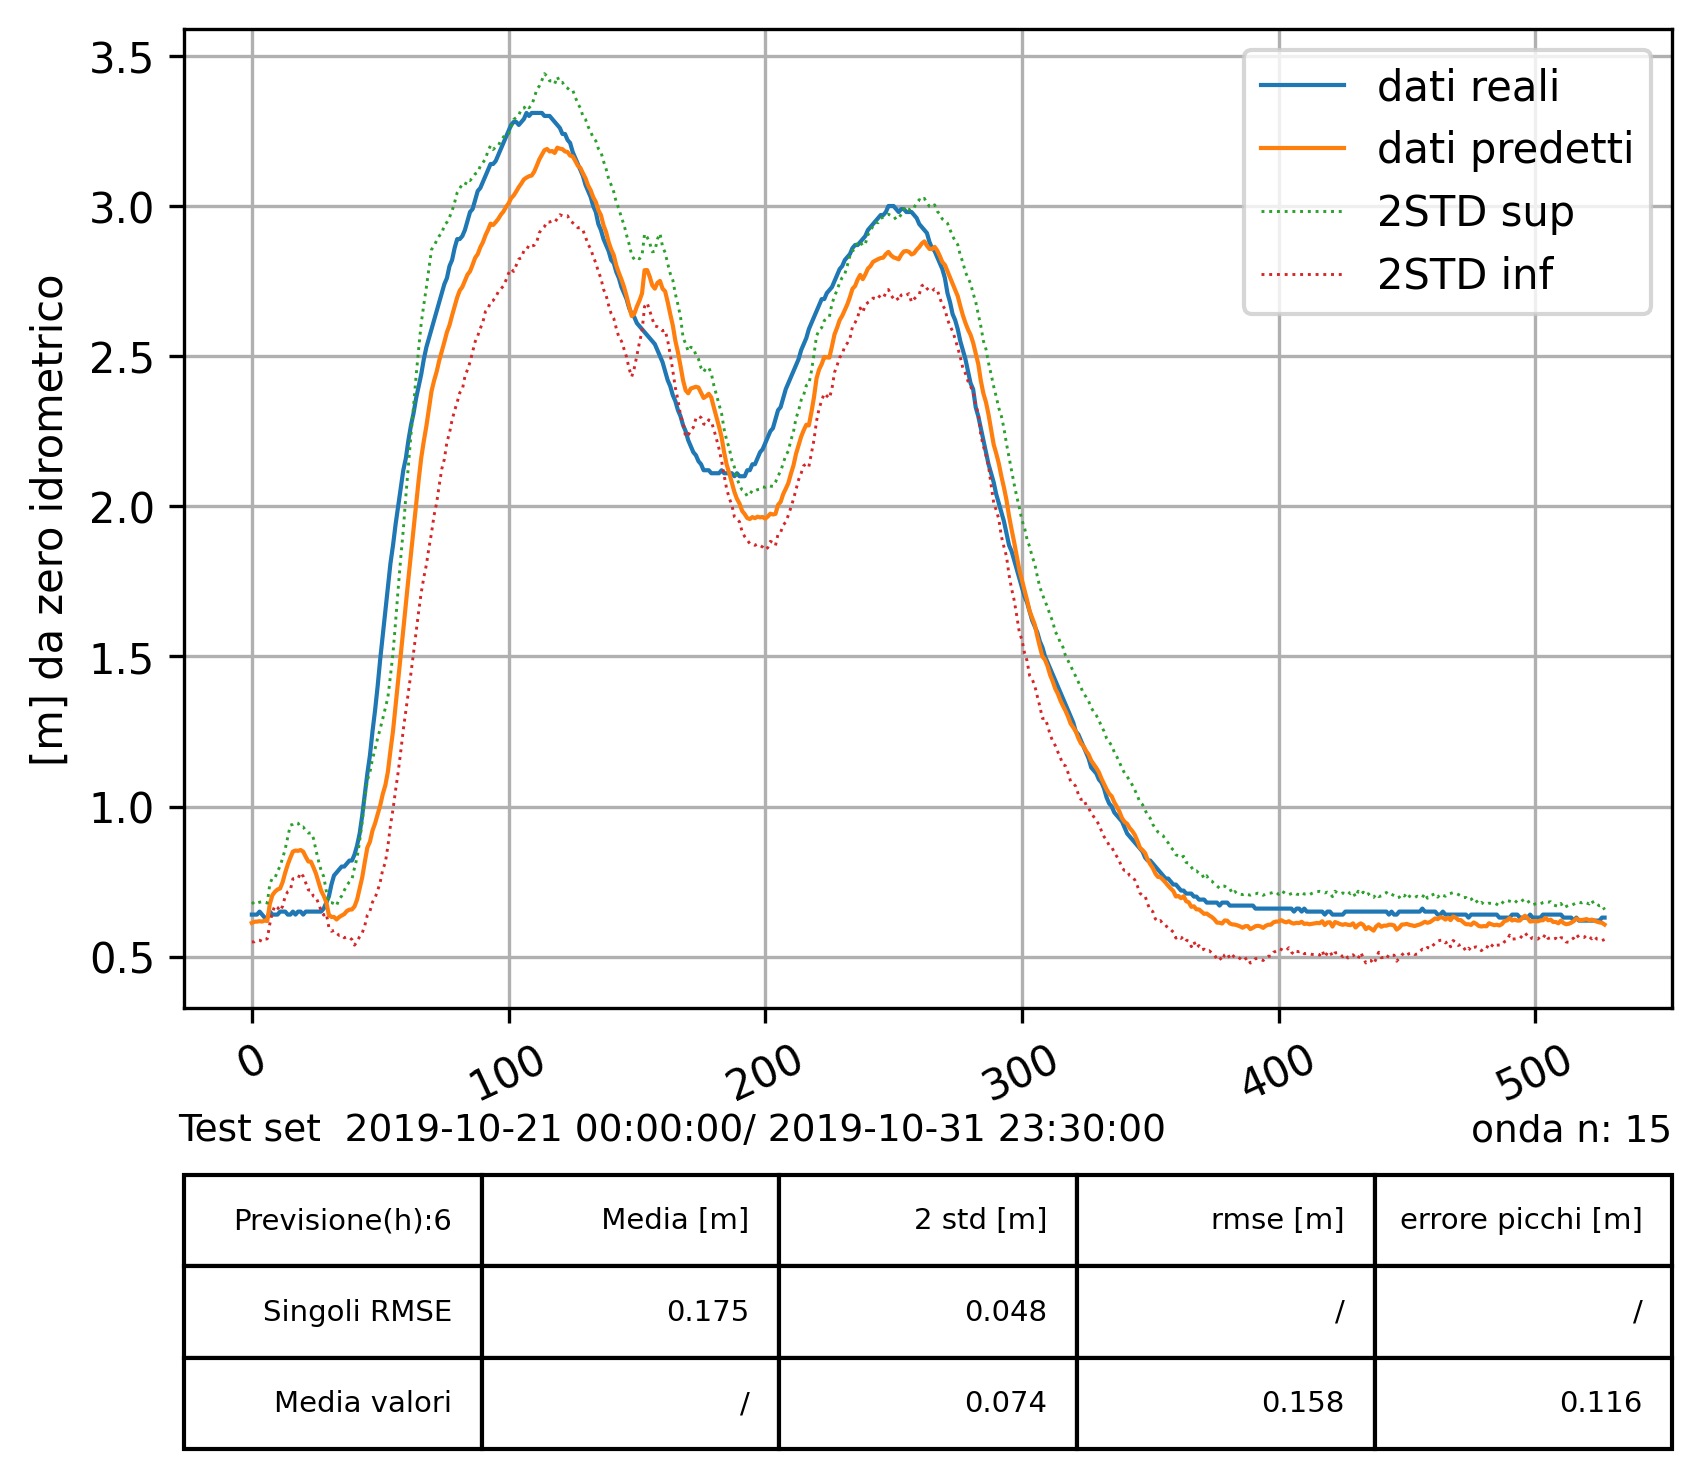 3.5
3.0
2.5
2.0
1.5
1.0
0.5
[m] da zero idrometrico
dati reali
dati predetti
2STD sup
2STD inf
0 100 200 300 400 500
Test set  2019-10-21 00:00:00/ 2019-10-31 23:30:00 onda n: 15
Previsione(h):6 Media [m] 2 std [m] rmse [m] errore picchi [m]
Singoli RMSE 0.175 0.048 / /
Media valori / 0.074 0.158 0.116